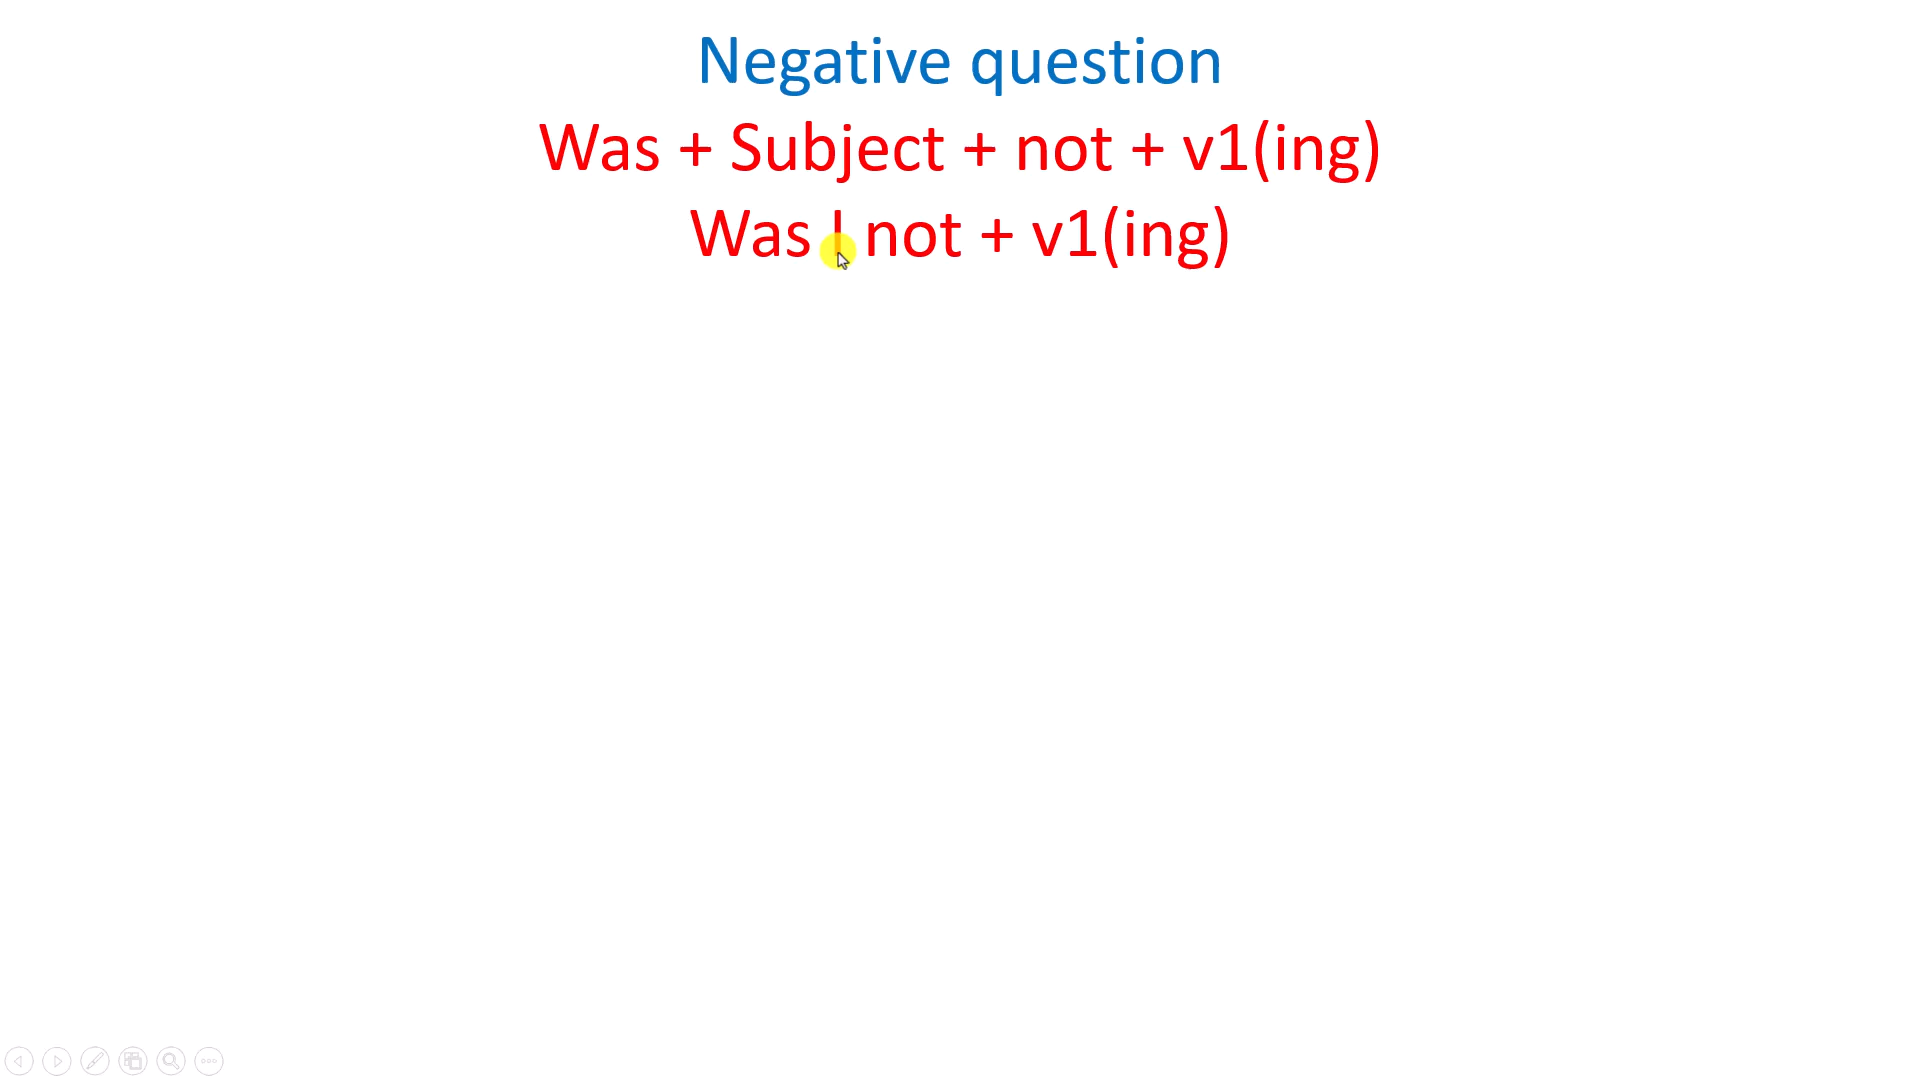 Negative question
Was + Subject + not + v1(ing)
Was I not + v1(ing)